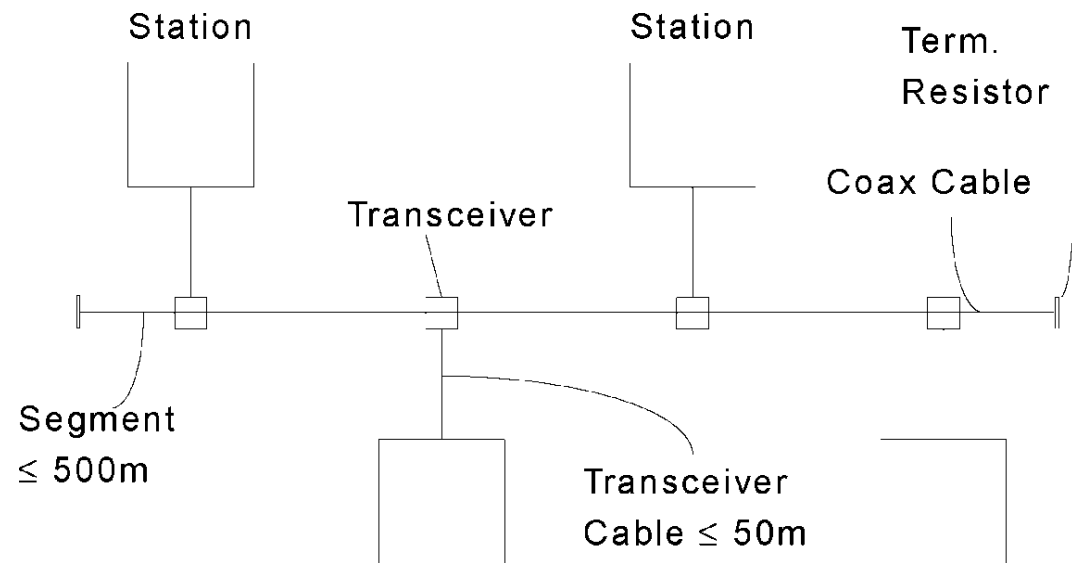 Station
Station
Term.
Resistor
Coax Cable
Transceiver
Segment
≤ 500m
Transceiver
Cable ≤ 50m